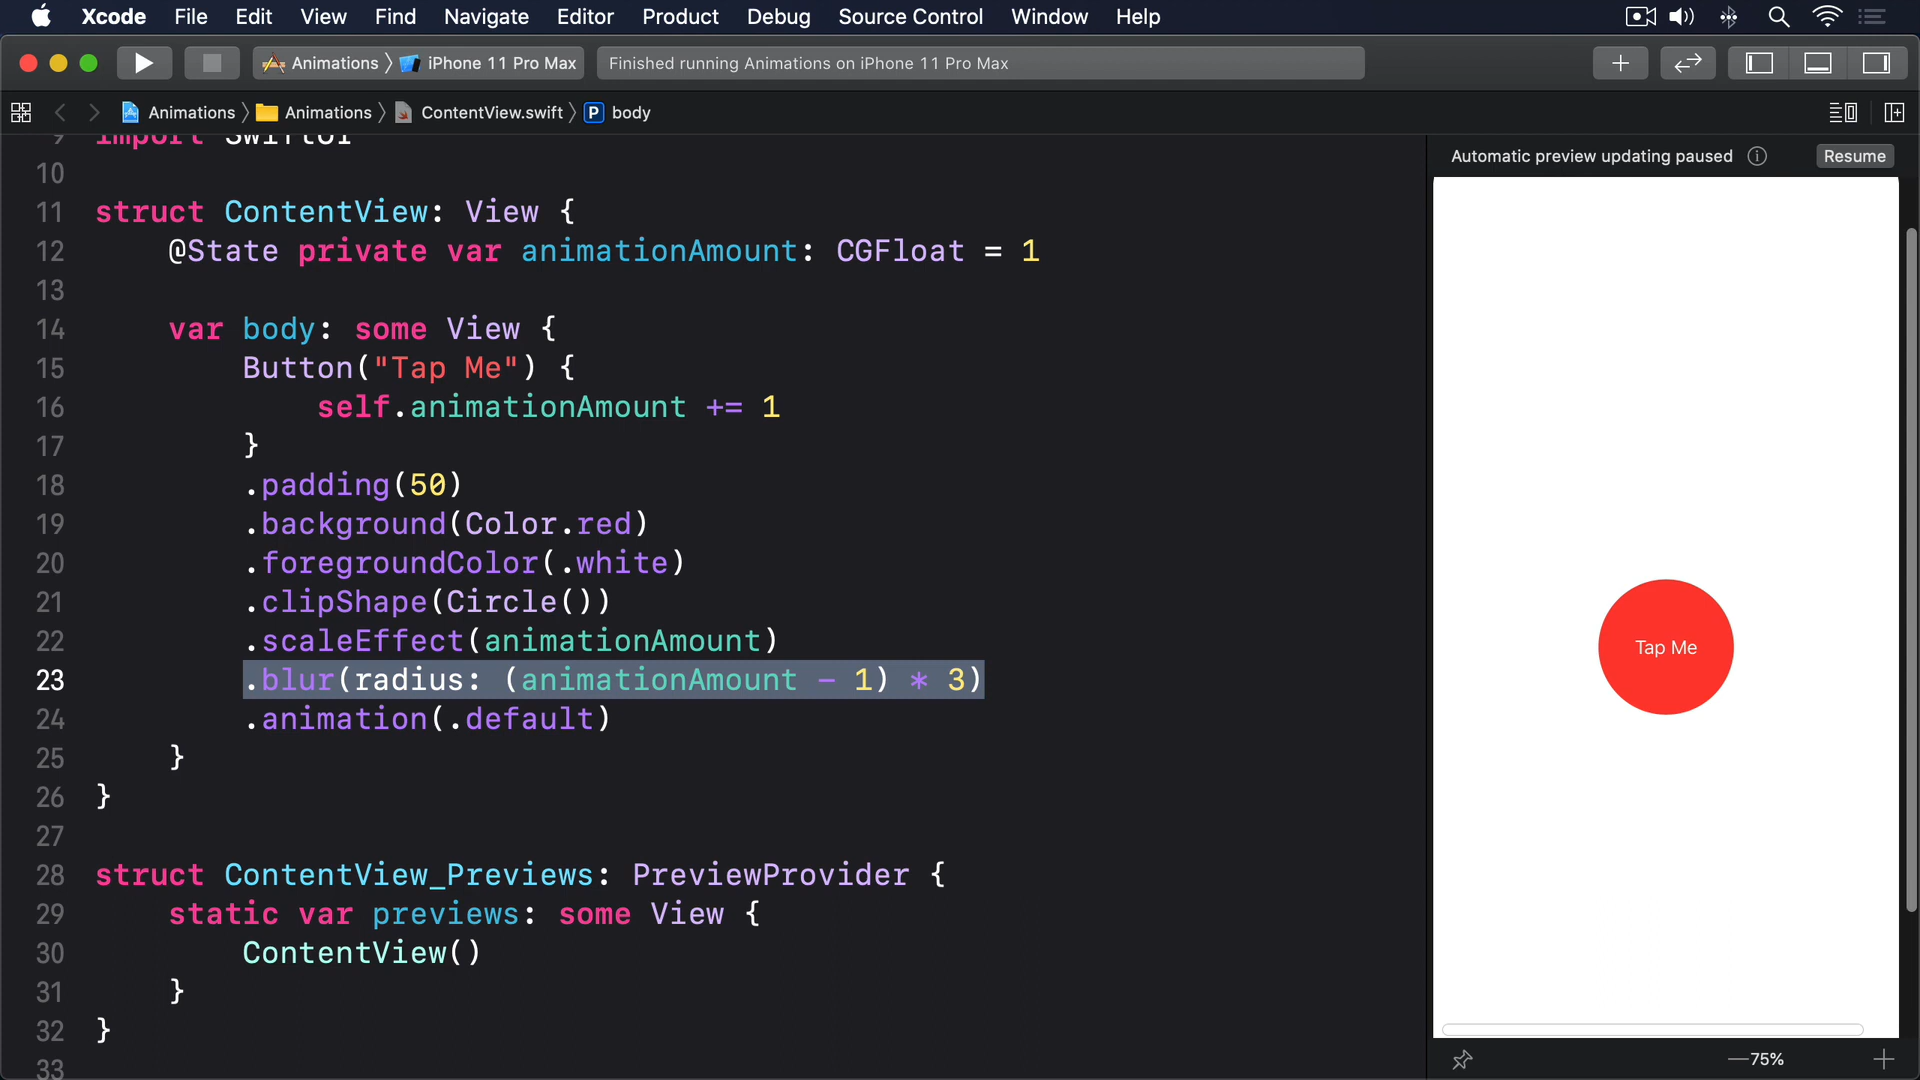 Xcode File Edit View Find Navigate Editor Product Debug Source Control Window Help
Animations iPhone 11 Pro Max Finished running Animations on iPhone 11 Pro Max
Animations Animations ContentView.swift P body
Automatic preview updating paused Resume
9 import SwiftUI
10
11 struct ContentView: View {
12 @State private var animationAmount: CGFloat = 1
13
14 var body: some View {
15 Button("Tap Me") {
16 self.animationAmount += 1
17 }
18 .padding(50)
19 .background(Color.red)
20 .foregroundColor(.white)
21 .clipShape(Circle())
22 .scaleEffect(animationAmount)
23 .blur(radius: (animationAmount - 1) * 3)
24 .animation(.default)
25 }
26 }
27
28 struct ContentView_Previews: PreviewProvider {
29 static var previews: some View {
30 ContentView()
31 }
32 }
33
Tap Me
75%